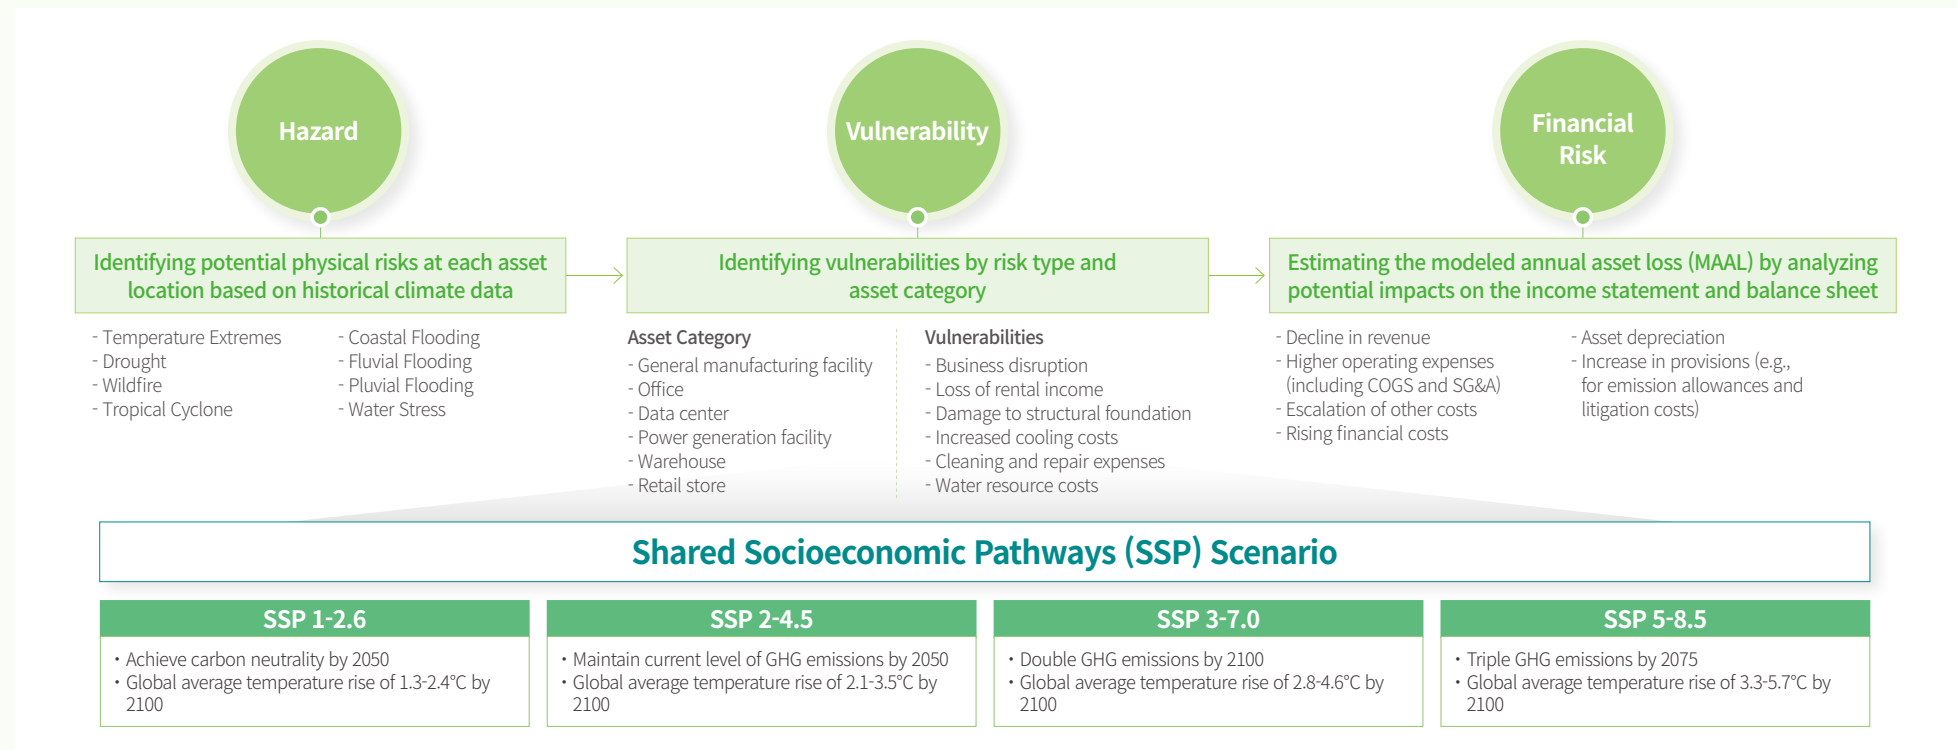 Hazard
Identifying potential physical risks at each asset
location based on historical climate data
- Temperature Extremes
- Drought
- Wildfire
- Tropical Cyclone
- Coastal Flooding
- Fluvial Flooding
- Pluvial Flooding
- Water Stress
Vulnerability
Identifying vulnerabilities by risk type and
asset category
Asset Category
- General manufacturing facility
- Office
- Data center
- Power generation facility
- Warehouse
- Retail store
Vulnerabilities
- Business disruption
- Loss of rental income
- Damage to structural foundation
- Increased cooling costs
- Cleaning and repair expenses
- Water resource costs
Financial
Risk
Estimating the modeled annual asset loss (MAAL) by analyzing
potential impacts on the income statement and balance sheet
- Decline in revenue
- Higher operating expenses
(including COGS and SG&A)
- Escalation of other costs
- Rising financial costs
- Asset depreciation
- Increase in provisions (e.g.,
for emission allowances and
litigation costs)
Shared Socioeconomic Pathways (SSP) Scenario
SSP 1-2.6
• Achieve carbon neutrality by 2050
• Global average temperature rise of 1.3-2.4°C by
2100
SSP 2-4.5
• Maintain current level of GHG emissions by 2050
• Global average temperature rise of 2.1-3.5°C by
2100
SSP 3-7.0
• Double GHG emissions by 2100
• Global average temperature rise of 2.8-4.6°C by
2100
SSP 5-8.5
• Triple GHG emissions by 2075
• Global average temperature rise of 3.3-5.7°C by
2100